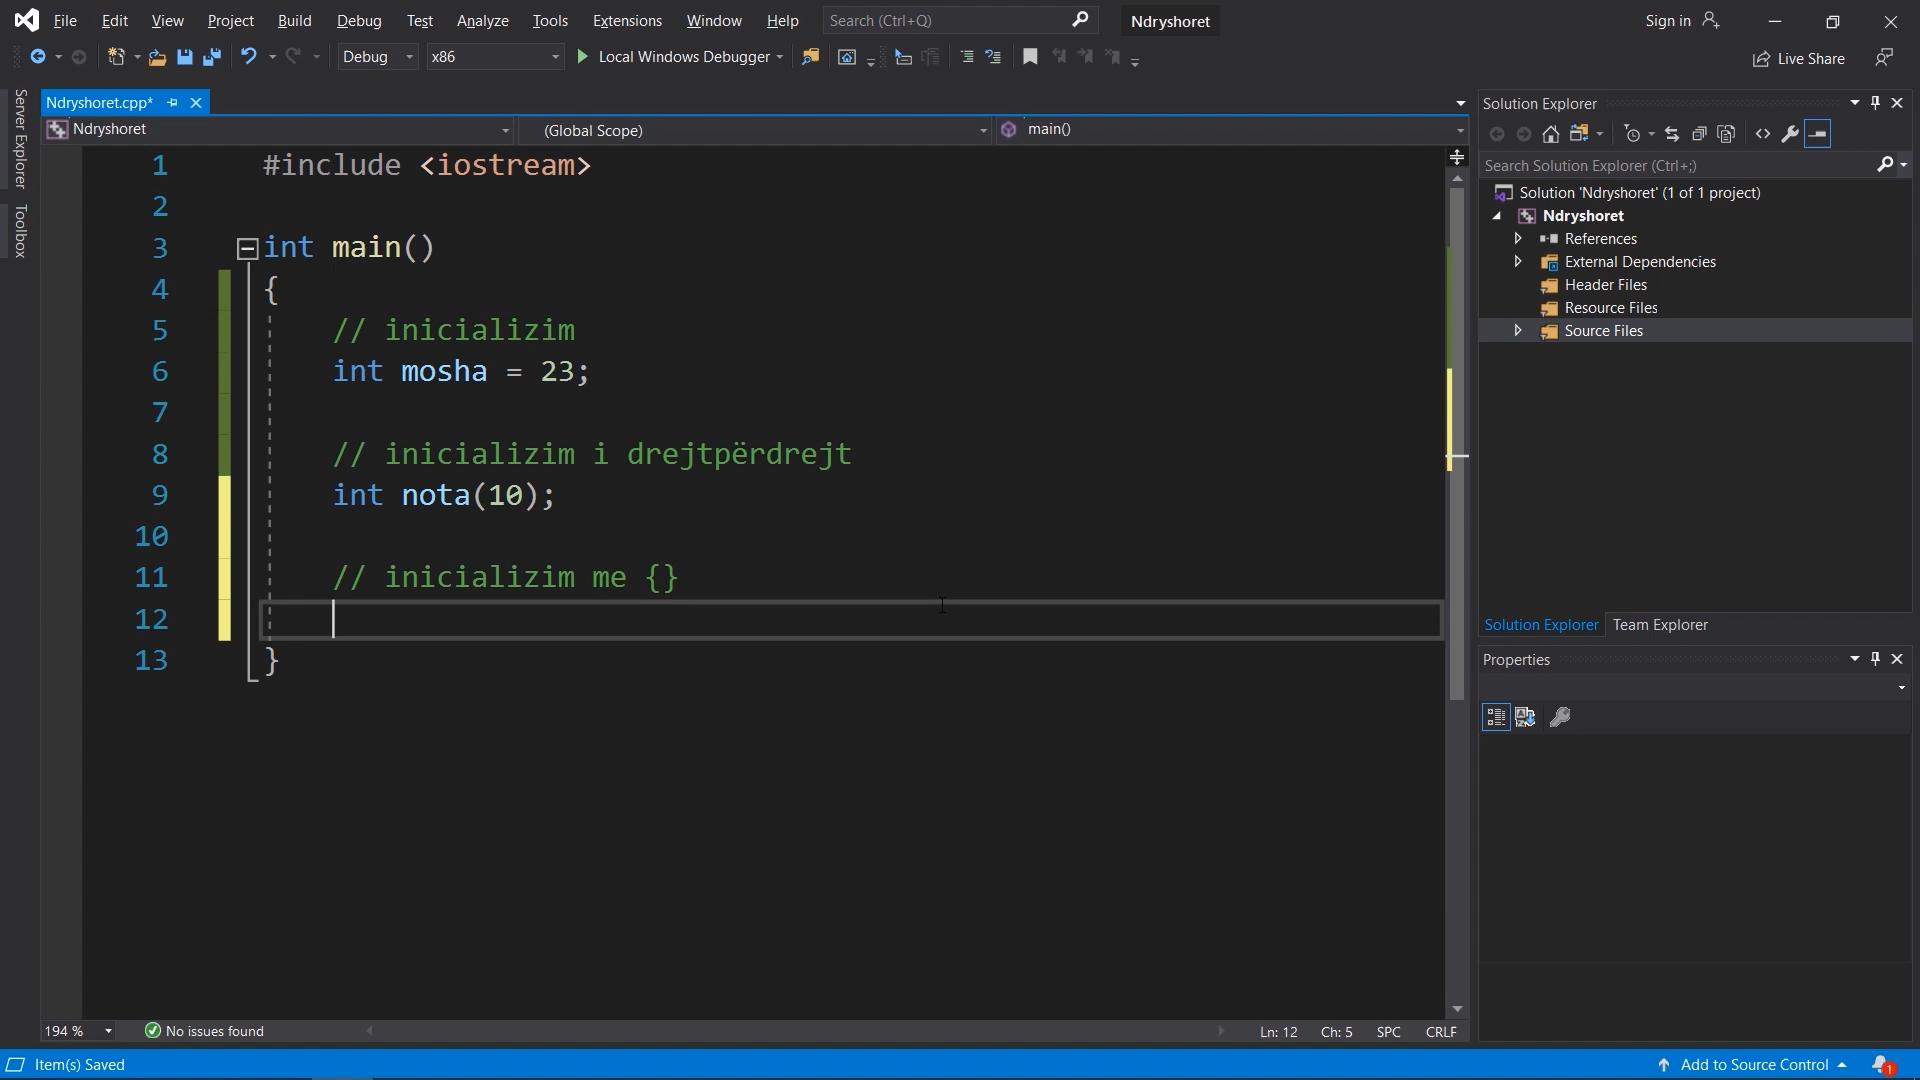 File Edit View Project Build Debug Test Analyze Tools Extensions Window Help Search (Ctrl+Q) Ndryshoret Sign in
Debug x86 Local Windows Debugger Live Share
Server Explorer
Toolbox
Ndryshoret.cpp*
Ndryshoret (Global Scope) main()
1 #include <iostream>
2
3 int main()
4 {
5 // inicializim
6 int mosha = 23;
7
8 // inicializim i drejtpërdrejt
9 int nota(10);
10
11 // inicializim me {}
12
13 }
194 % No issues found Ln: 12 Ch: 5 SPC CRLF
Solution Explorer
Search Solution Explorer (Ctrl+;)
Solution 'Ndryshoret' (1 of 1 project)
Ndryshoret
References
External Dependencies
Header Files
Resource Files
Source Files
Solution Explorer Team Explorer
Properties
Item(s) Saved Add to Source Control 1